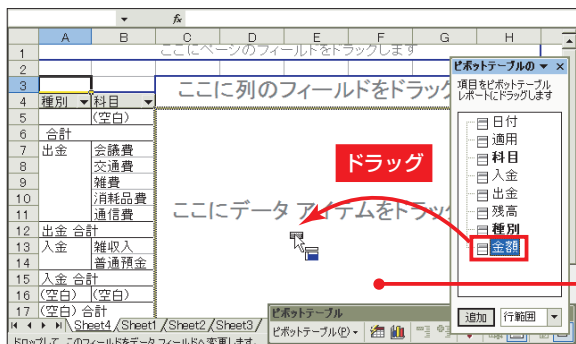 fx
A B C D E F G H
1 ここにページのフィールドをドラッグします
2
3 ここに列のフィールドをドラッグ
4 種別 科目
5 (空白)
6 合計
7 出金 会議費
8 交通費
9 雑費
10 消耗品費
11 通信費
12 出金 合計
13 入金 雑収入
14 普通預金
15 入金 合計
16 (空白) (空白)
17 (空白) 合計
ここにデータ アイテムをドラッグ
ドラッグ
ピボットテーブルの
項目をピボットテーブル
レポートにドラッグします
日付
適用
科目
入金
出金
残高
種別
金額
追加 行範囲
Sheet4 Sheet1 Sheet2 Sheet3
ピボットテーブル
ピボットテーブル(P)
ドロップして、このフィールドをデータ フィールドへ変更します。